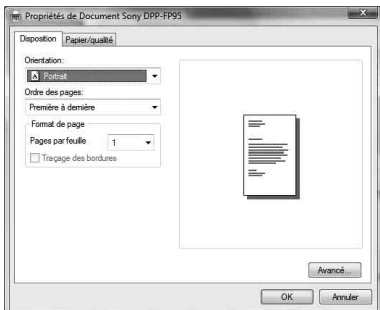 Propriétés de Document Sony DPP-FP95
Disposition
Papier/qualité
Orientation:
Portrait
Ordre des pages:
Première à dernière
Format de page
Pages par feuille
1
Traçage des bordures
Avancé...
OK
Annuler